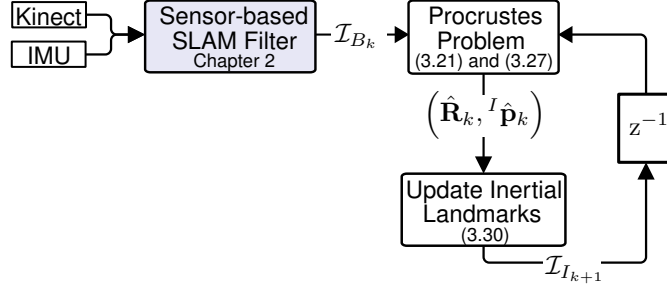 Kinect
IMU
Sensor-based
SLAM Filter
Chapter 2
ℐ_{B_k}
Procrustes
Problem
(3.21) and (3.27)
(R̂_k, ^I p̂_k)
z⁻¹
Update Inertial
Landmarks
(3.30)
ℐ_{I_{k+1}}